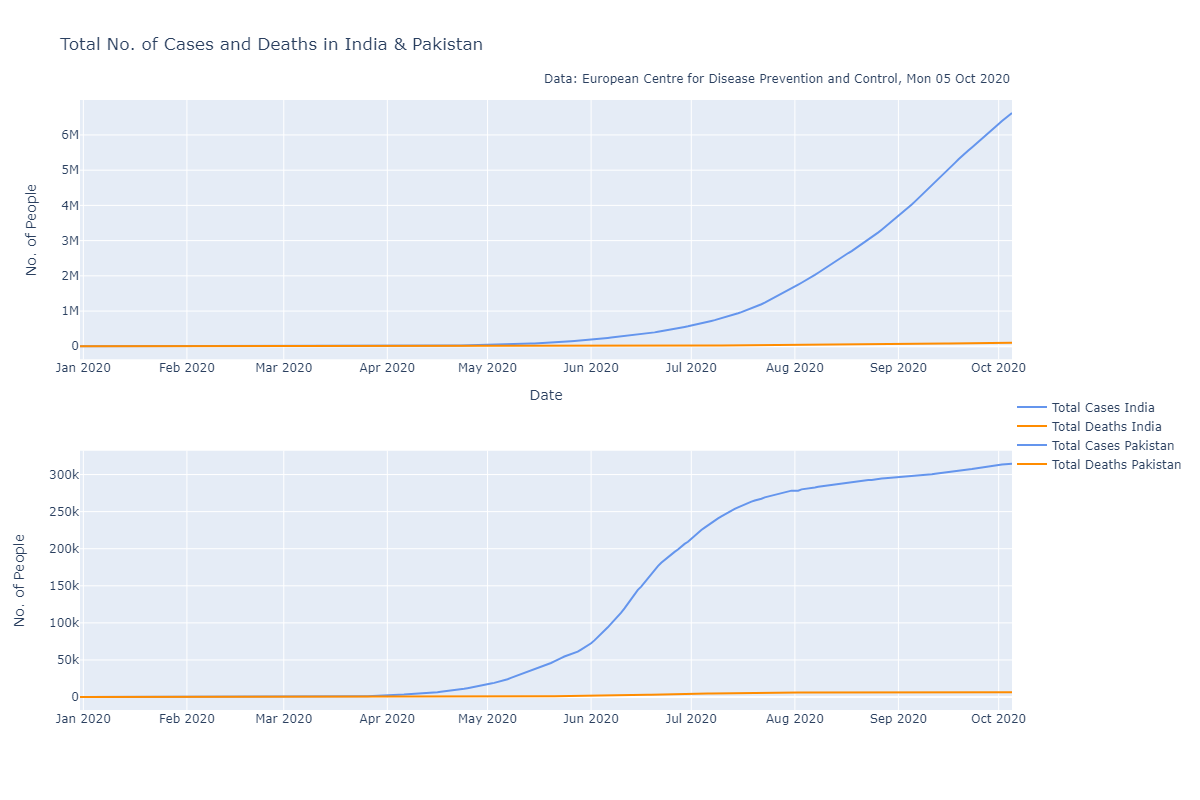 Total No. of Cases and Deaths in India & Pakistan
Data: European Centre for Disease Prevention and Control, Mon 05 Oct 2020
No. of People
6M
5M
4M
3M
2M
1M
0
Jan 2020 Feb 2020 Mar 2020 Apr 2020 May 2020 Jun 2020 Jul 2020 Aug 2020 Sep 2020 Oct 2020
Date
Total Cases India
Total Deaths India
Total Cases Pakistan
Total Deaths Pakistan
No. of People
300k
250k
200k
150k
100k
50k
0
Jan 2020 Feb 2020 Mar 2020 Apr 2020 May 2020 Jun 2020 Jul 2020 Aug 2020 Sep 2020 Oct 2020